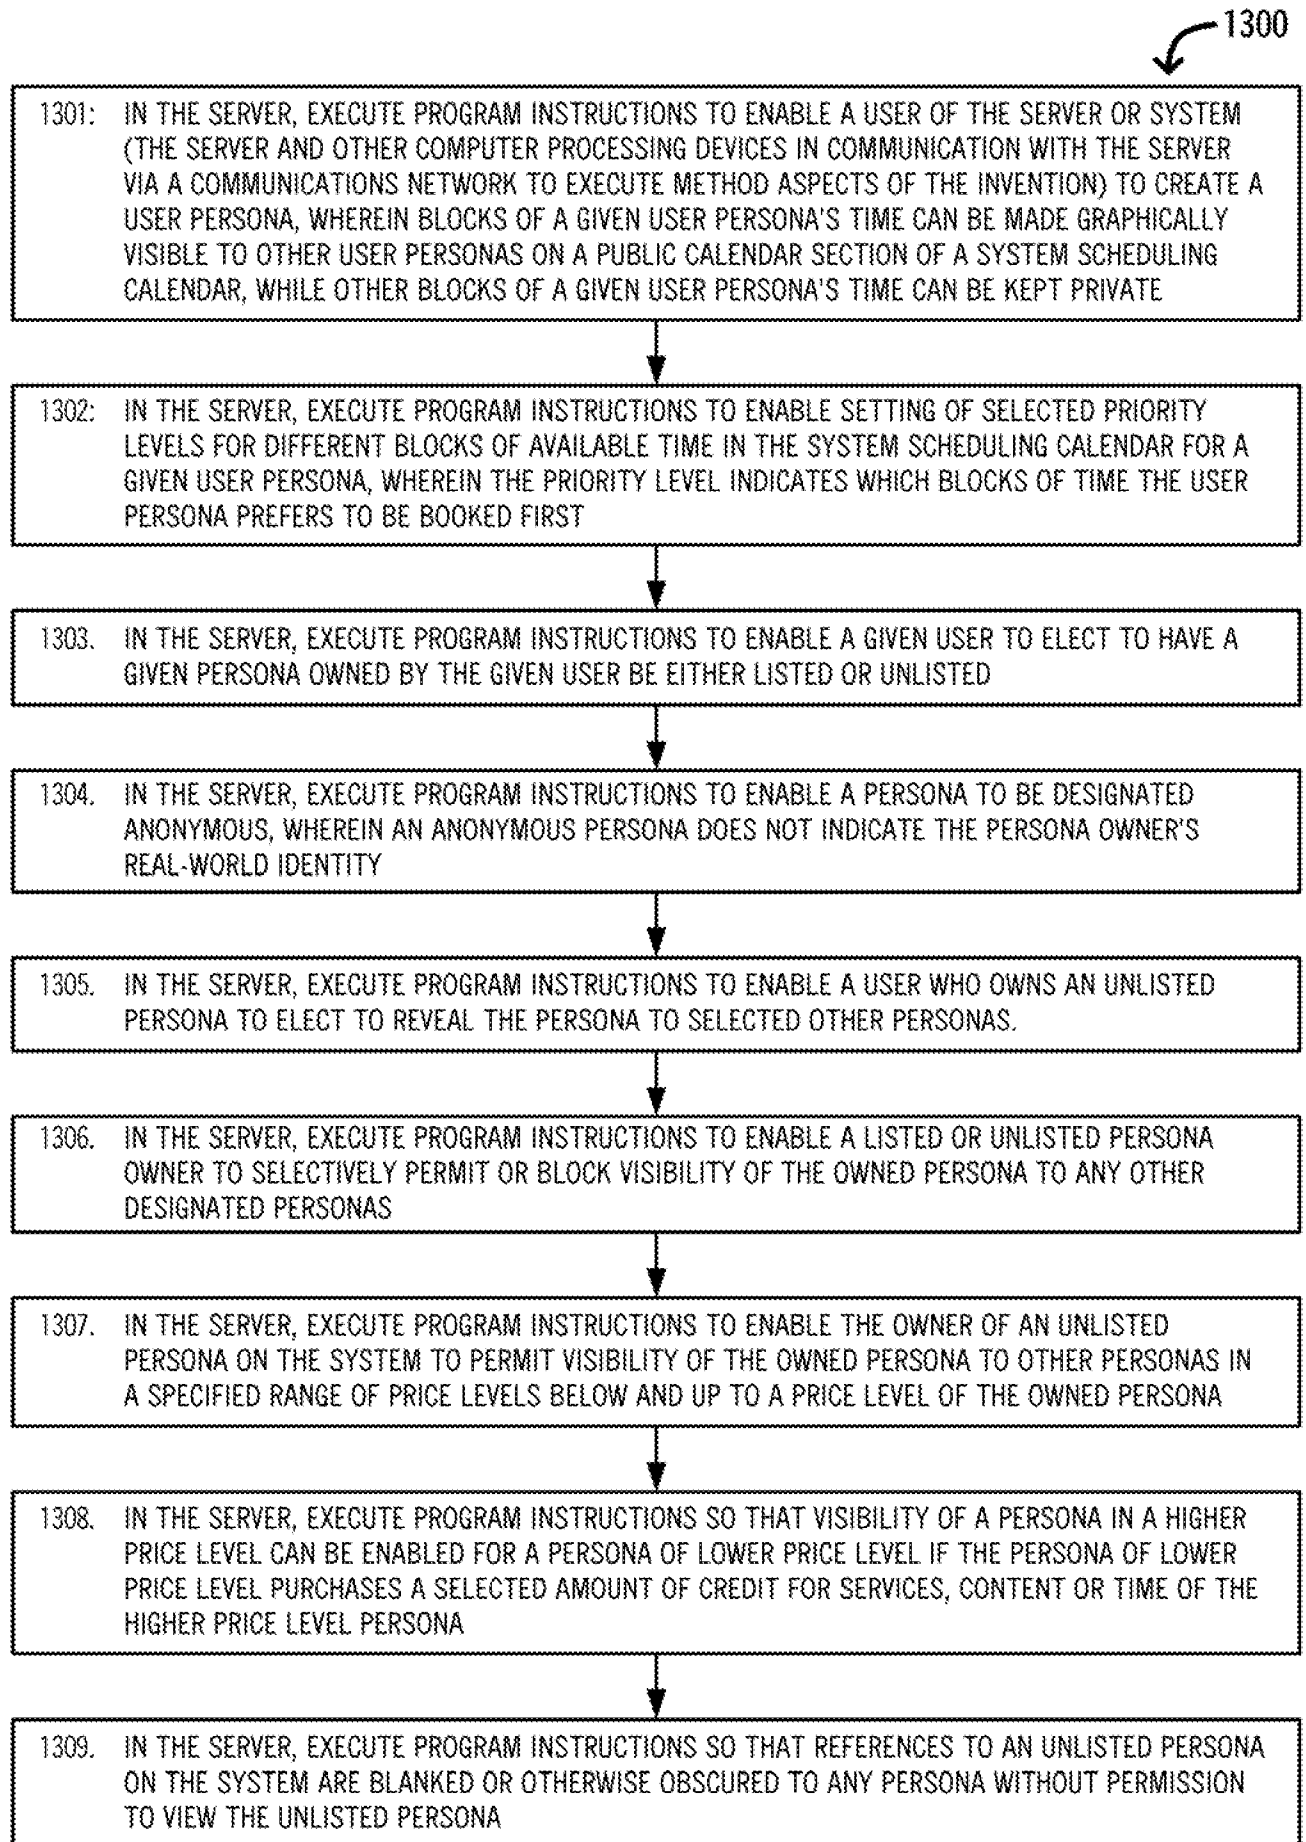 1300
1301: IN THE SERVER, EXECUTE PROGRAM INSTRUCTIONS TO ENABLE A USER OF THE SERVER OR SYSTEM
(THE SERVER AND OTHER COMPUTER PROCESSING DEVICES IN COMMUNICATION WITH THE SERVER
VIA A COMMUNICATIONS NETWORK TO EXECUTE METHOD ASPECTS OF THE INVENTION) TO CREATE A
USER PERSONA, WHEREIN BLOCKS OF A GIVEN USER PERSONA'S TIME CAN BE MADE GRAPHICALLY
VISIBLE TO OTHER USER PERSONAS ON A PUBLIC CALENDAR SECTION OF A SYSTEM SCHEDULING
CALENDAR, WHILE OTHER BLOCKS OF A GIVEN USER PERSONA'S TIME CAN BE KEPT PRIVATE
1302: IN THE SERVER, EXECUTE PROGRAM INSTRUCTIONS TO ENABLE SETTING OF SELECTED PRIORITY
LEVELS FOR DIFFERENT BLOCKS OF AVAILABLE TIME IN THE SYSTEM SCHEDULING CALENDAR FOR A
GIVEN USER PERSONA, WHEREIN THE PRIORITY LEVEL INDICATES WHICH BLOCKS OF TIME THE USER
PERSONA PREFERS TO BE BOOKED FIRST
1303. IN THE SERVER, EXECUTE PROGRAM INSTRUCTIONS TO ENABLE A GIVEN USER TO ELECT TO HAVE A
GIVEN PERSONA OWNED BY THE GIVEN USER BE EITHER LISTED OR UNLISTED
1304. IN THE SERVER, EXECUTE PROGRAM INSTRUCTIONS TO ENABLE A PERSONA TO BE DESIGNATED
ANONYMOUS, WHEREIN AN ANONYMOUS PERSONA DOES NOT INDICATE THE PERSONA OWNER'S
REAL-WORLD IDENTITY
1305. IN THE SERVER, EXECUTE PROGRAM INSTRUCTIONS TO ENABLE A USER WHO OWNS AN UNLISTED
PERSONA TO ELECT TO REVEAL THE PERSONA TO SELECTED OTHER PERSONAS.
1306. IN THE SERVER, EXECUTE PROGRAM INSTRUCTIONS TO ENABLE A LISTED OR UNLISTED PERSONA
OWNER TO SELECTIVELY PERMIT OR BLOCK VISIBILITY OF THE OWNED PERSONA TO ANY OTHER
DESIGNATED PERSONAS
1307. IN THE SERVER, EXECUTE PROGRAM INSTRUCTIONS TO ENABLE THE OWNER OF AN UNLISTED
PERSONA ON THE SYSTEM TO PERMIT VISIBILITY OF THE OWNED PERSONA TO OTHER PERSONAS IN
A SPECIFIED RANGE OF PRICE LEVELS BELOW AND UP TO A PRICE LEVEL OF THE OWNED PERSONA
1308. IN THE SERVER, EXECUTE PROGRAM INSTRUCTIONS SO THAT VISIBILITY OF A PERSONA IN A HIGHER
PRICE LEVEL CAN BE ENABLED FOR A PERSONA OF LOWER PRICE LEVEL IF THE PERSONA OF LOWER
PRICE LEVEL PURCHASES A SELECTED AMOUNT OF CREDIT FOR SERVICES, CONTENT OR TIME OF THE
HIGHER PRICE LEVEL PERSONA
1309. IN THE SERVER, EXECUTE PROGRAM INSTRUCTIONS SO THAT REFERENCES TO AN UNLISTED PERSONA
ON THE SYSTEM ARE BLANKED OR OTHERWISE OBSCURED TO ANY PERSONA WITHOUT PERMISSION
TO VIEW THE UNLISTED PERSONA